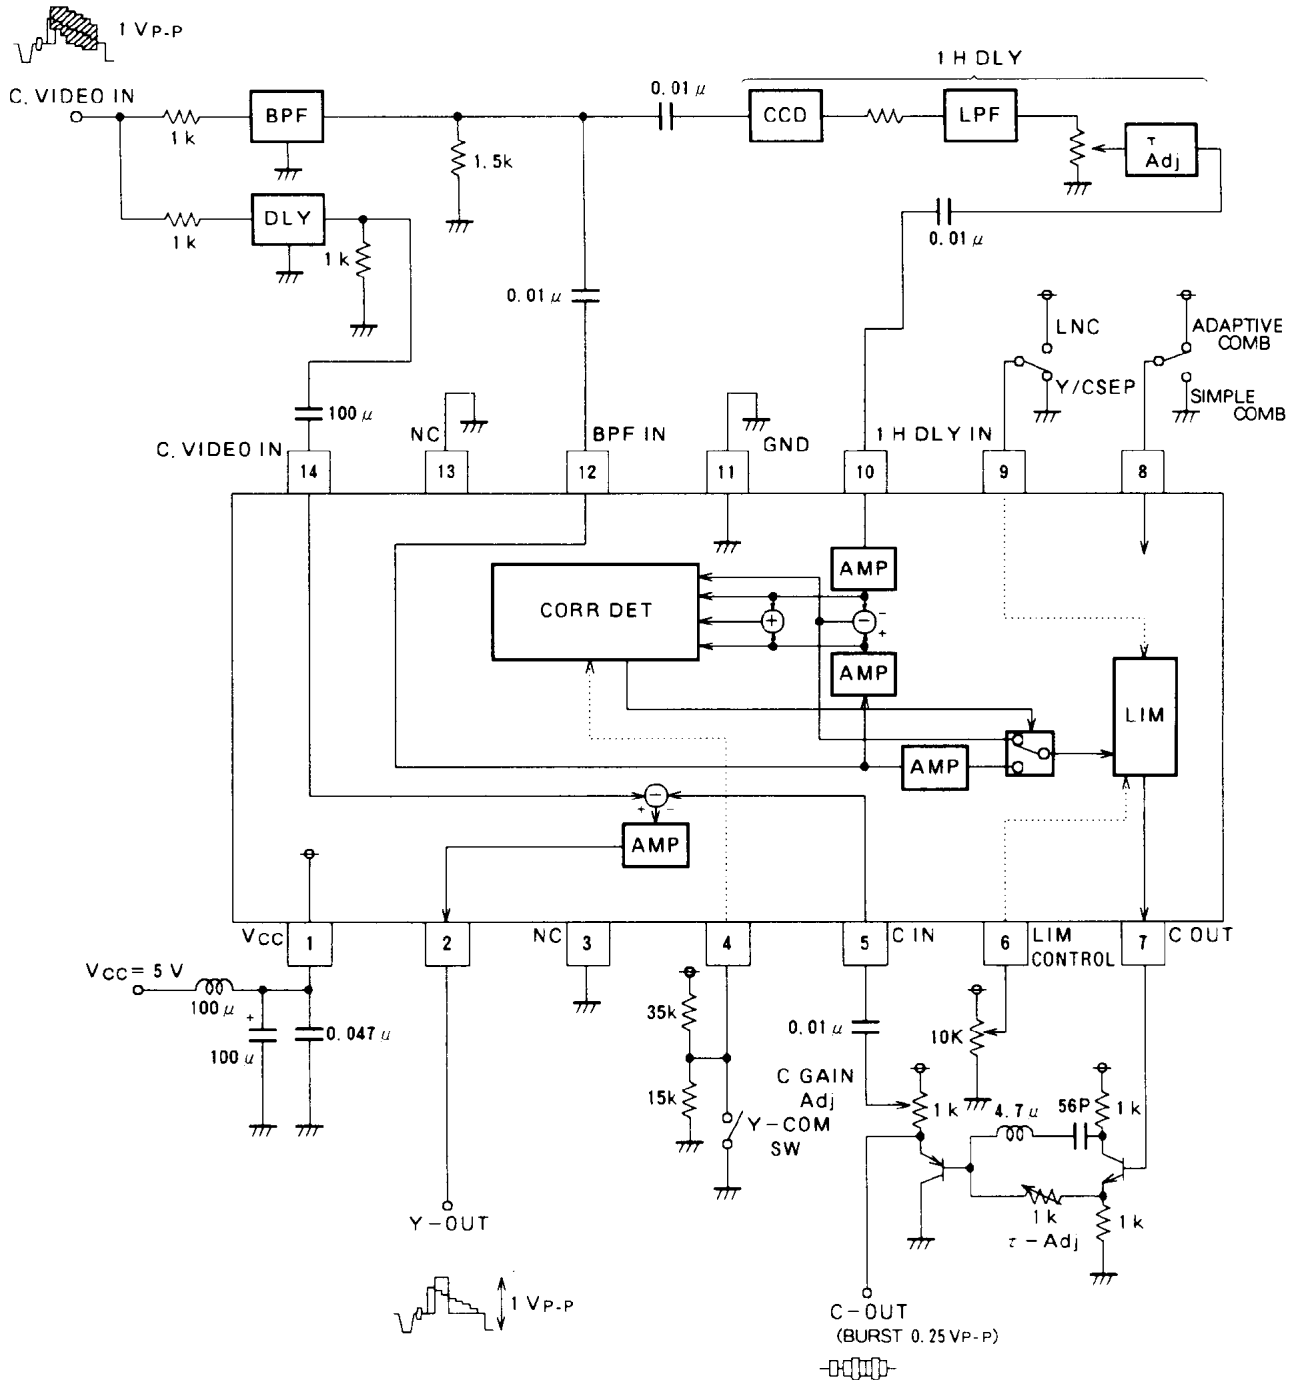 1 VP-P
1 H DLY
C. VIDEO IN
1 k
BPF
1.5k
0.01 μ
CCD
LPF
τ
Adj
1 k
DLY
1 k
0.01 μ
0.01 μ
LNC
Y/CSEP
ADAPTIVE
COMB
SIMPLE
COMB
100 μ
C. VIDEO IN
NC
BPF IN
GND
1 H DLY IN
14
13
12
11
10
9
8
AMP
CORR DET
+
−
−
+
AMP
LIM
AMP
−
+
−
AMP
VCC
1
2
NC
3
4
5
C IN
6
LIM
CONTROL
7
C OUT
VCC = 5 V
100 μ
+
100 μ
0.047 μ
35k
15k
Y-COM
SW
0.01 μ
C GAIN
Adj
10K
1 k
4.7 μ
56P
1 k
1 k
τ - Adj
1 k
Y-OUT
1 VP-P
C-OUT
(BURST 0.25 VP-P)